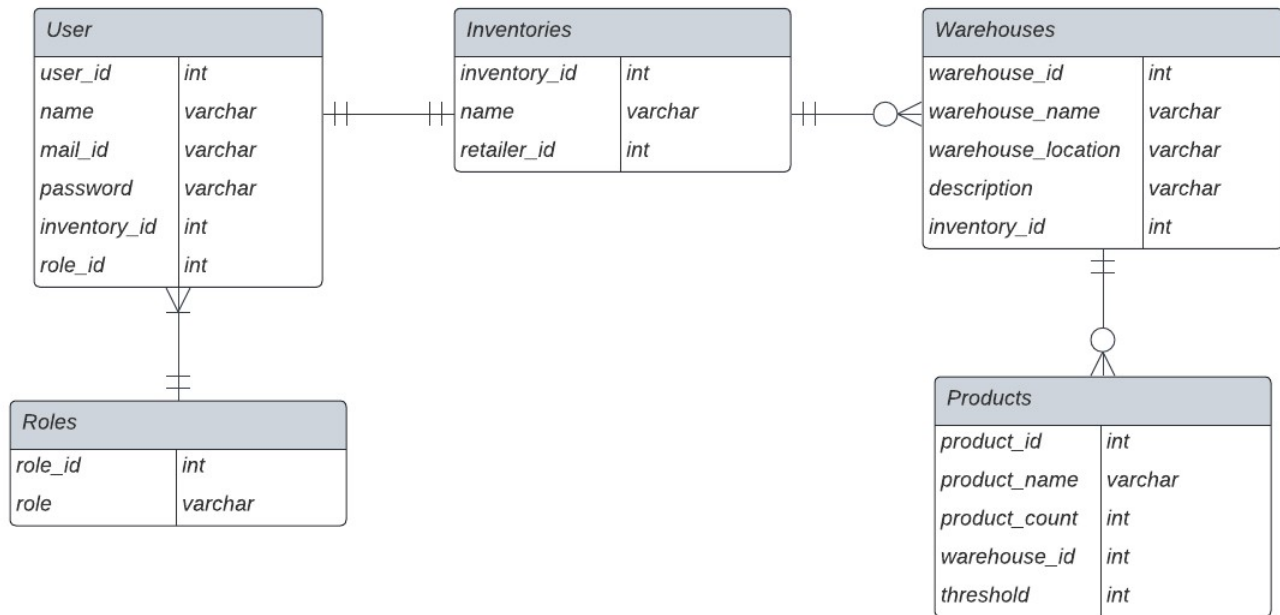 User
user_id int
name varchar
mail_id varchar
password varchar
inventory_id int
role_id int
Inventories
inventory_id int
name varchar
retailer_id int
Warehouses
warehouse_id int
warehouse_name varchar
warehouse_location varchar
description varchar
inventory_id int
Roles
role_id int
role varchar
Products
product_id int
product_name varchar
product_count int
warehouse_id int
threshold int